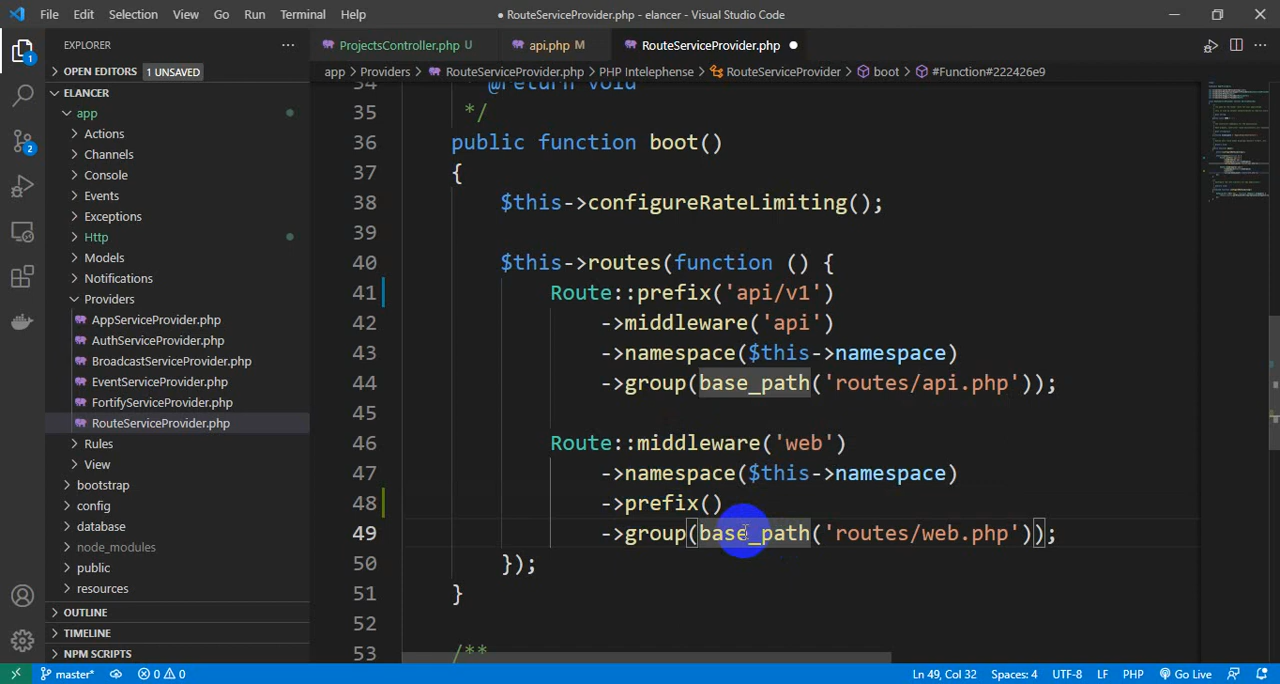 File Edit Selection View Go Run Terminal Help
● RouteServiceProvider.php - elancer - Visual Studio Code
EXPLORER
ProjectsController.php U
api.php M
RouteServiceProvider.php
OPEN EDITORS 1 UNSAVED
app > Providers > RouteServiceProvider.php > PHP Intelephense > RouteServiceProvider > boot > #Function#222426e9
ELANCER
app
Actions
Channels
Console
Events
Exceptions
Http
Models
Notifications
Providers
AppServiceProvider.php
AuthServiceProvider.php
BroadcastServiceProvider.php
EventServiceProvider.php
FortifyServiceProvider.php
RouteServiceProvider.php
Rules
View
bootstrap
config
database
node_modules
public
resources
OUTLINE
TIMELINE
NPM SCRIPTS
1
2
34 @return void
35 */
36 public function boot()
37 {
38 $this->configureRateLimiting();
39
40 $this->routes(function () {
41 Route::prefix('api/v1')
42 ->middleware('api')
43 ->namespace($this->namespace)
44 ->group(base_path('routes/api.php'));
45
46 Route::middleware('web')
47 ->namespace($this->namespace)
48 ->prefix()
49 ->group(base_path('routes/web.php'));
50 });
51 }
52
53 /**
master* 0 0 Ln 49, Col 32 Spaces: 4 UTF-8 LF PHP Go Live